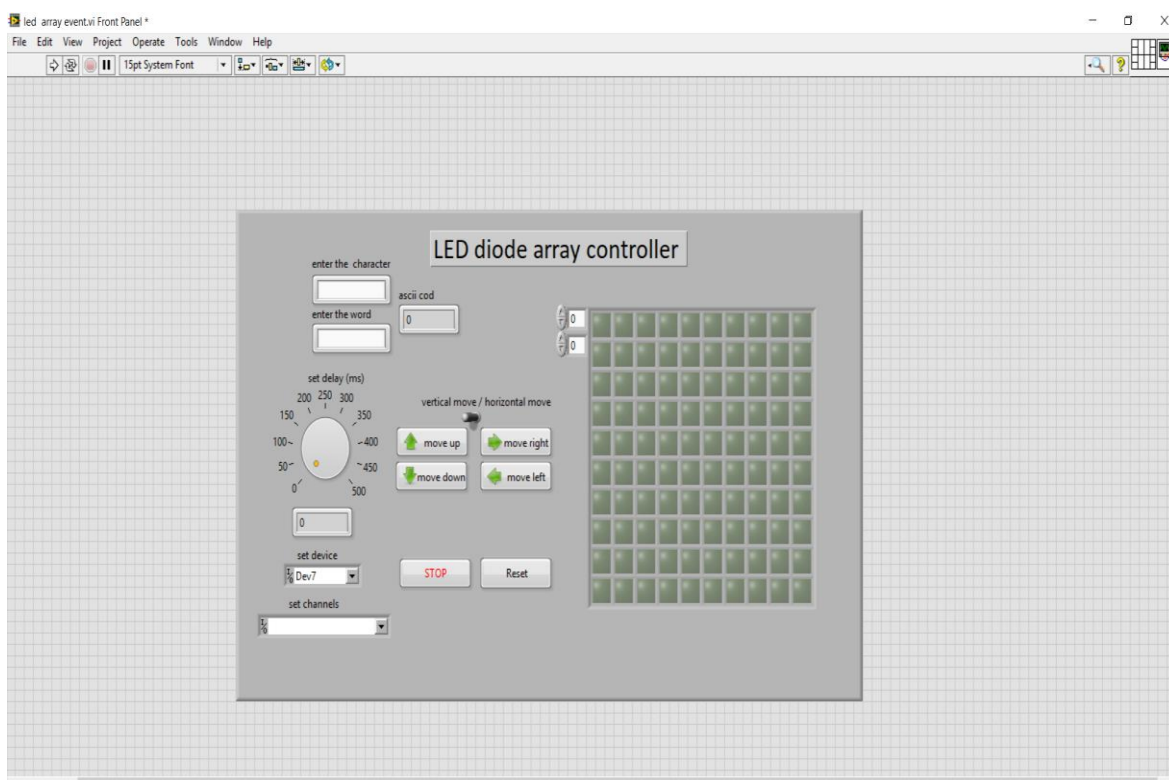 led array event.vi Front Panel *
File Edit View Project Operate Tools Window Help
15pt System Font
LED diode array controller
enter the character
ascii cod
0
enter the word
0
0
set delay (ms)
0 50 100 150 200 250 300 350 400 450 500
0
vertical move / horizontal move
move up move right
move down move left
set device
Dev7
STOP Reset
set channels